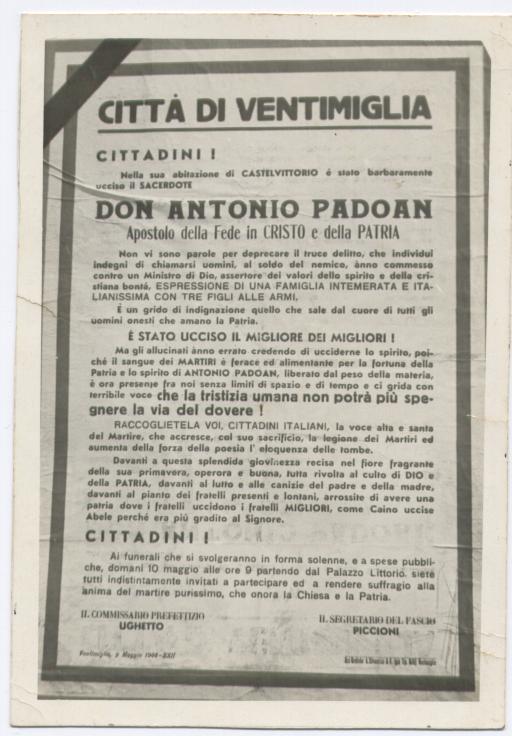 CITTÀ DI VENTIMIGLIA
CITTADINI !
Nella sua abitazione di CASTELVITTORIO é stato barbaramente
ucciso il SACERDOTE
DON ANTONIO PADOAN
Apostolo della Fede in CRISTO e della PATRIA
Non vi sono parole per deprecare il truce delitto, che individui
indegni di chiamarsi uomini, al soldo del nemico, ànno commesso
contro un Ministro di Dio, assertore dei valori dello spirito e della cri-
stiana bontá, ESPRESSIONE DI UNA FAMIGLIA INTEMERATA E ITA-
LIANISSIMA CON TRE FIGLI ALLE ARMI.
É un grido di indignazione quello che sale dal cuore di tutti gli
uomini onesti che amano la Patria.
È STATO UCCISO IL MIGLIORE DEI MIGLIORI !
Ma gli allucinati ànno errato credendo di ucciderne lo spirito, poi-
ché il sangue dei MARTIRI è ferace ed alimentante per la fortuna della
Patria e lo spirito di ANTONIO PADOAN, liberato dal peso della materia,
è ora presente fra noi senza limiti di spazio e di tempo e ci grida con
terribile voce che la tristizia umana non potrà più spe-
gnere la via del dovere !
RACCOGLIETELA VOI, CITTADINI ITALIANI, la voce alta e santa
del Martire, che accresce, col suo sacrificio, la legione dei Martiri ed
aumenta della forza della poesia l' eloquenza delle tombe.
Davanti a questa splendida giovinezza recisa nel fiore fragrante
della sua primavera, operosa e buona, tutta rivolta al culto di DIO e
della PATRIA, davanti al lutto e alle canizie del padre e della madre,
davanti al pianto dei fratelli presenti e lontani, arrossite di avere una
patria dove i fratelli uccidono i fratelli MIGLIORI, come Caino uccise
Abele perché era più gradito al Signore.
CITTADINI !
Ai funerali che si svolgeranno in forma solenne, e a spese pubbli-
che, domani 10 maggio alle ore 9 partendo dal Palazzo Littorio, siete
tutti indistintamente invitati a partecipare ed a rendere suffragio alla
anima del martire purissimo, che onora la Chiesa e la Patria.
IL COMMISSARIO PREFETTIZIO
UGHETTO
IL SEGRETARIO DEL FASCIO
PICCIONI
Ventimiglia, 9 Maggio 1944-XXII